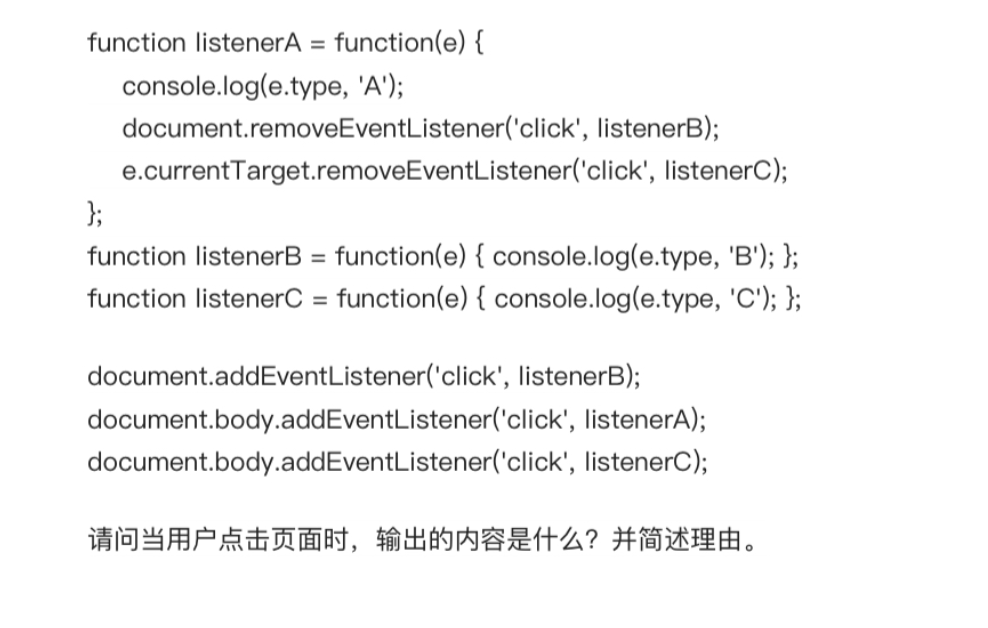 function listenerA = function(e) {
console.log(e.type, 'A');
document.removeEventListener('click', listenerB);
e.currentTarget.removeEventListener('click', listenerC);
};
function listenerB = function(e) { console.log(e.type, 'B'); };
function listenerC = function(e) { console.log(e.type, 'C'); };
document.addEventListener('click', listenerB);
document.body.addEventListener('click', listenerA);
document.body.addEventListener('click', listenerC);
请问当用户点击页面时，输出的内容是什么？并简述理由。